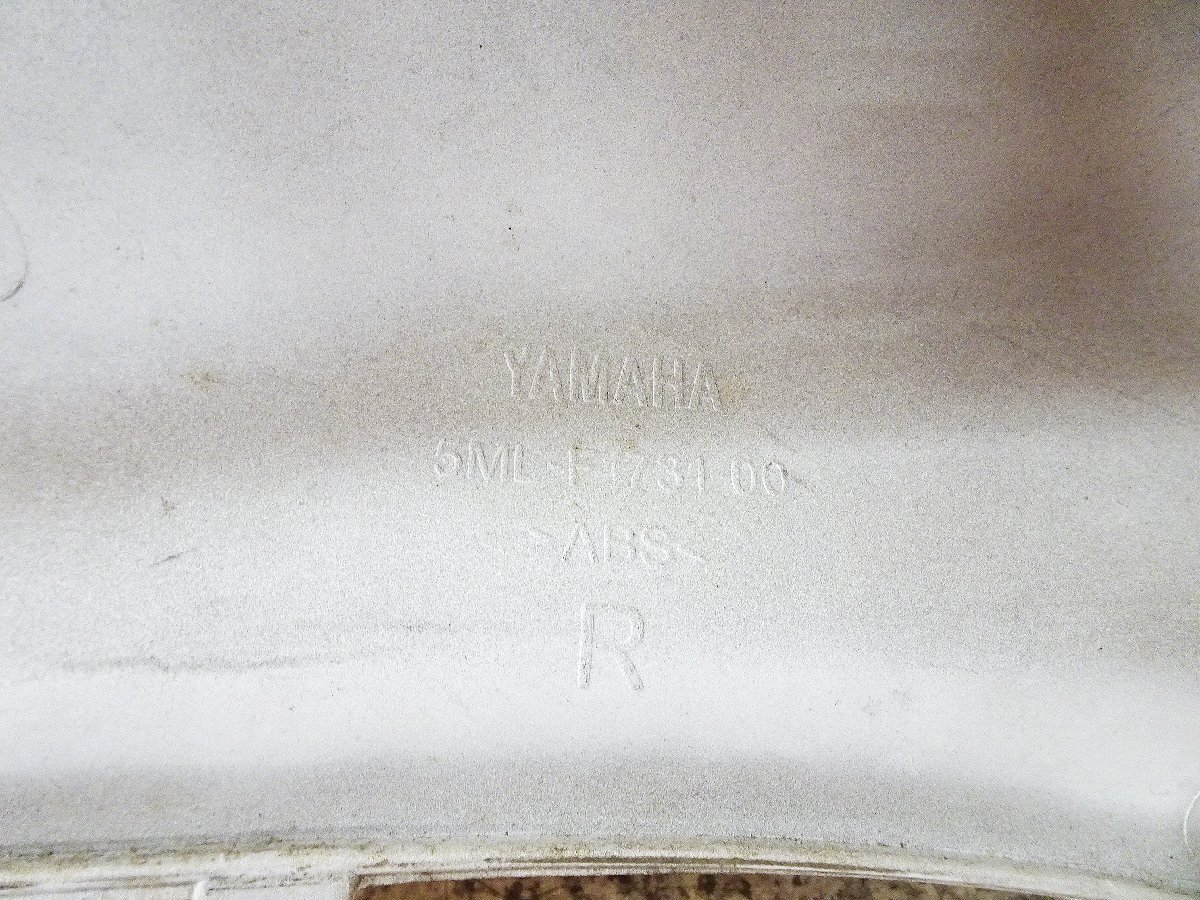 YAMAHA
5ML-F1731-00
>ABS<
R